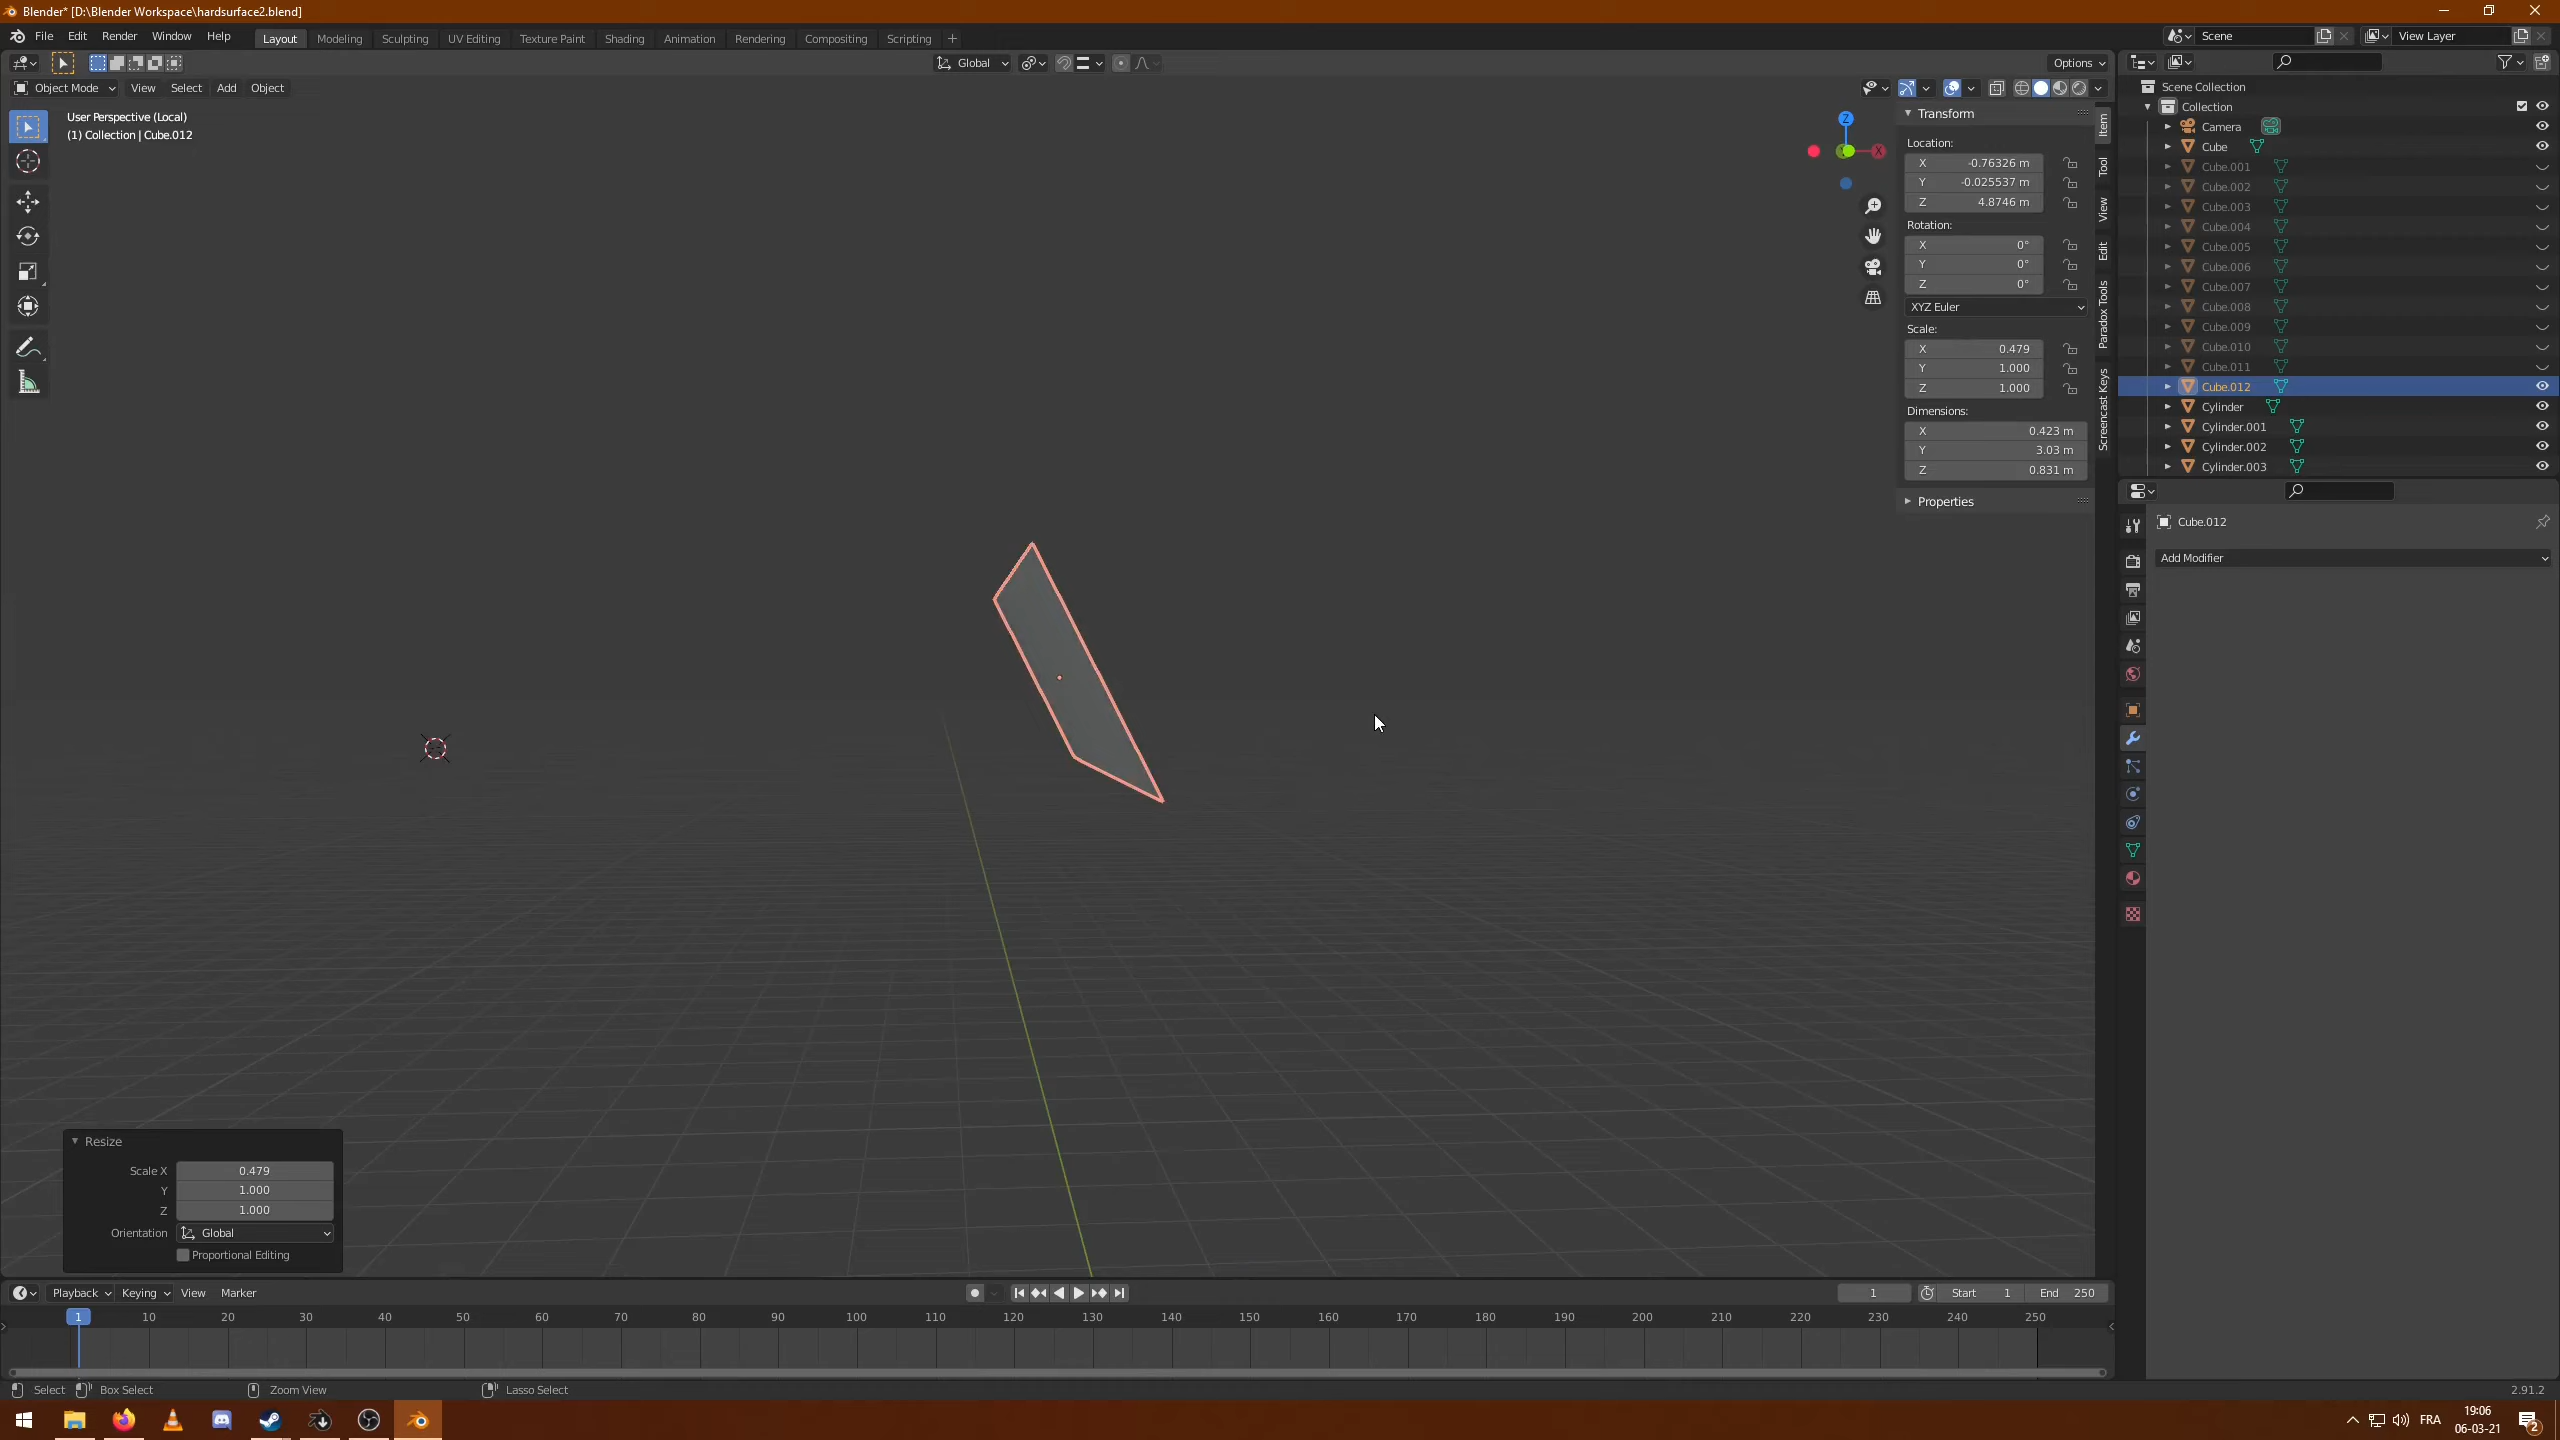 Blender* [D:\Blender Workspace\hardsurface2.blend]
File Edit Render Window Help
Layout Modeling Sculpting UV Editing Texture Paint Shading Animation Rendering Compositing Scripting +
Scene
View Layer
Global
Options
Object Mode View Select Add Object
User Perspective (Local)
(1) Collection | Cube.012
Z
X
Transform
Location:
X -0.76326 m
Y -0.025537 m
Z 4.8746 m
Rotation:
X 0°
Y 0°
Z 0°
XYZ Euler
Scale:
X 0.479
Y 1.000
Z 1.000
Dimensions:
X 0.423 m
Y 3.03 m
Z 0.831 m
Properties
Item
Tool
View
Edit
Paradox Tools
Screencast Keys
Scene Collection
Collection
Camera
Cube
Cube.001
Cube.002
Cube.003
Cube.004
Cube.005
Cube.006
Cube.007
Cube.008
Cube.009
Cube.010
Cube.011
Cube.012
Cylinder
Cylinder.001
Cylinder.002
Cylinder.003
Cube.012
Add Modifier
Resize
Scale X 0.479
Y 1.000
Z 1.000
Orientation Global
Proportional Editing
Playback Keying View Marker
1
Start 1
End 250
1 10 20 30 40 50 60 70 80 90 100 110 120 130 140 150 160 170 180 190 200 210 220 230 240 250
Select Box Select Zoom View Lasso Select
2.91.2
FRA
19:06
06-03-21
2